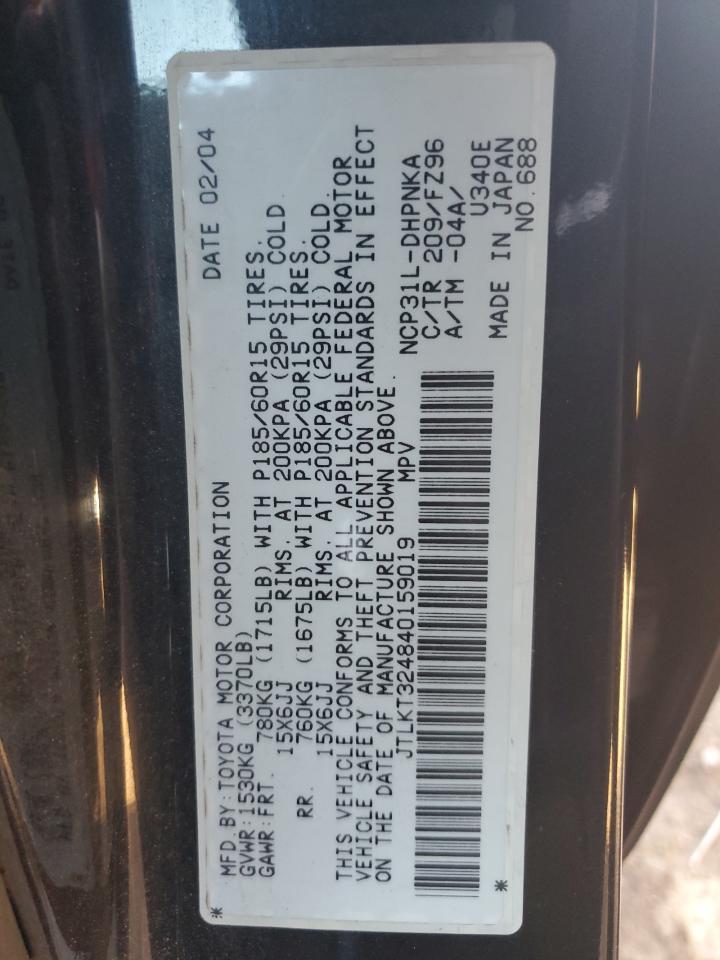 MFD. BY: TOYOTA MOTOR CORPORATION DATE 02/04
GVWR: 1530KG (3370LB)
GAWR: FRT. 780KG (1715LB) WITH P185/60R15 TIRES.
15X6JJ RIMS. AT 200KPA (29PSI) COLD.
RR. 760KG (1675LB) WITH P185/60R15 TIRES.
15X6JJ RIMS. AT 200KPA (29PSI) COLD.
THIS VEHICLE CONFORMS TO ALL APPLICABLE FEDERAL MOTOR
VEHICLE SAFETY AND THEFT PREVENTION STANDARDS IN EFFECT
ON THE DATE OF MANUFACTURE SHOWN ABOVE.
JTLKT324840159019 MPV
NCP31L-DHPNKA
C/TR 209/FZ96
A/TM -04A/
U340E
MADE IN JAPAN
NO. 688
* *